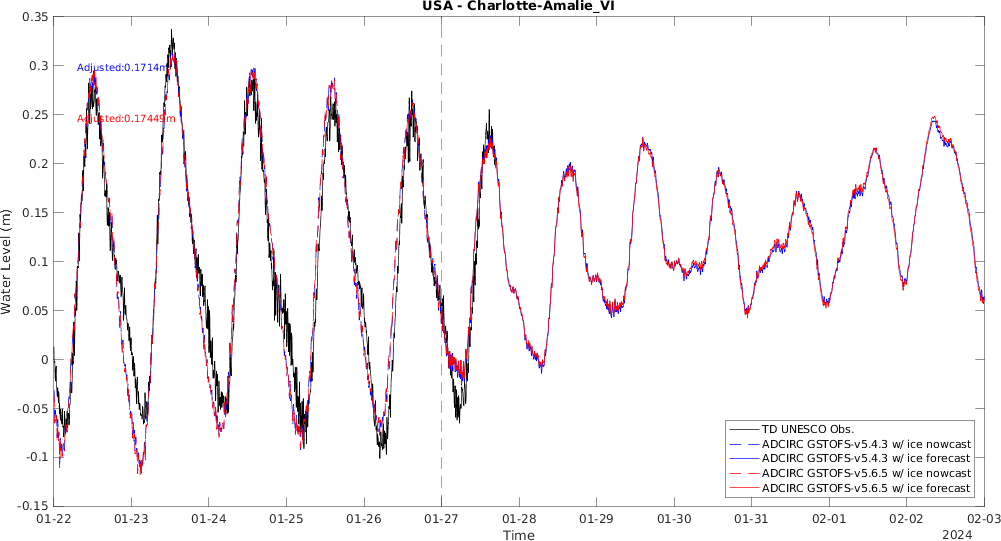 USA - Charlotte-Amalie_VI
0.35
0.3
0.25
0.2
0.15
0.1
0.05
0
-0.05
-0.1
-0.15
Water Level (m)
Adjusted:0.1714m
Adjusted:0.17449m
TD UNESCO Obs.
ADCIRC GSTOFS-v5.4.3 w/ ice nowcast
ADCIRC GSTOFS-v5.4.3 w/ ice forecast
ADCIRC GSTOFS-v5.6.5 w/ ice nowcast
ADCIRC GSTOFS-v5.6.5 w/ ice forecast
01-22 01-23 01-24 01-25 01-26 01-27 01-28 01-29 01-30 01-31 02-01 02-02 02-03
Time
2024